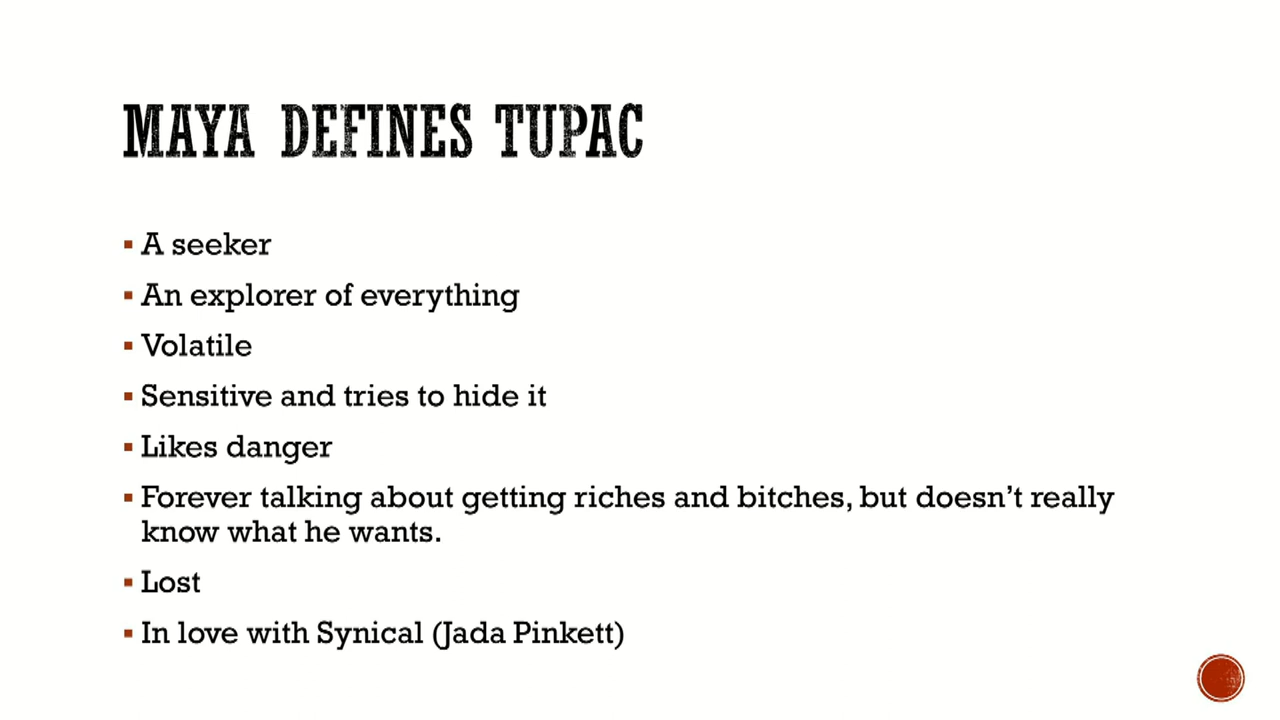 MAYA DEFINES TUPAC
▪ A seeker
▪ An explorer of everything
▪ Volatile
▪ Sensitive and tries to hide it
▪ Likes danger
▪ Forever talking about getting riches and bitches, but doesn’t really
know what he wants.
▪ Lost
▪ In love with Synical (Jada Pinkett)